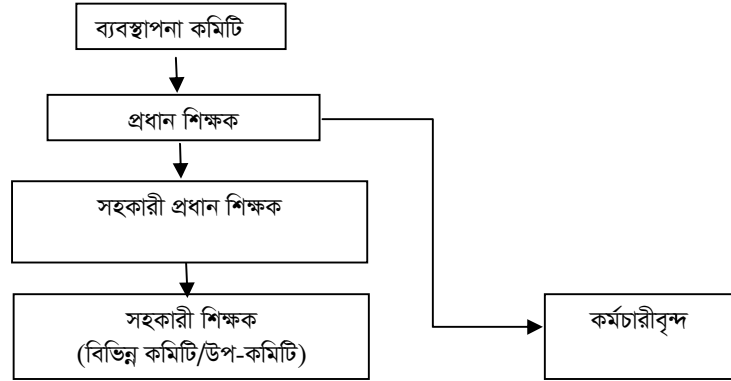 ব্যবস্থাপনা কমিটি
প্রধান শিক্ষক
সহকারী প্রধান শিক্ষক
সহকারী শিক্ষক
(বিভিন্ন কমিটি/উপ-কমিটি)
কর্মচারীবৃন্দ